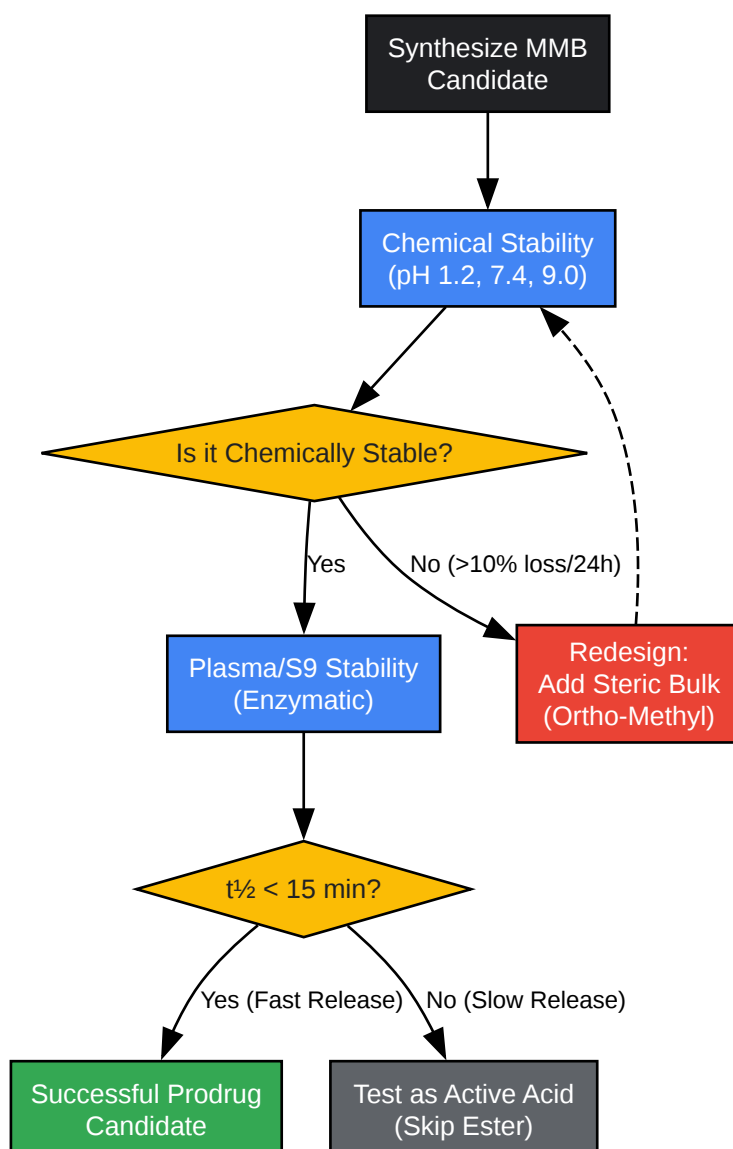 Synthesize MMB
Candidate
Chemical Stability
(pH 1.2, 7.4, 9.0)
Is it Chemically Stable?
Yes
No (>10% loss/24h)
Plasma/S9 Stability
(Enzymatic)
Redesign:
Add Steric Bulk
(Ortho-Methyl)
t½ < 15 min?
Yes (Fast Release)
No (Slow Release)
Successful Prodrug
Candidate
Test as Active Acid
(Skip Ester)